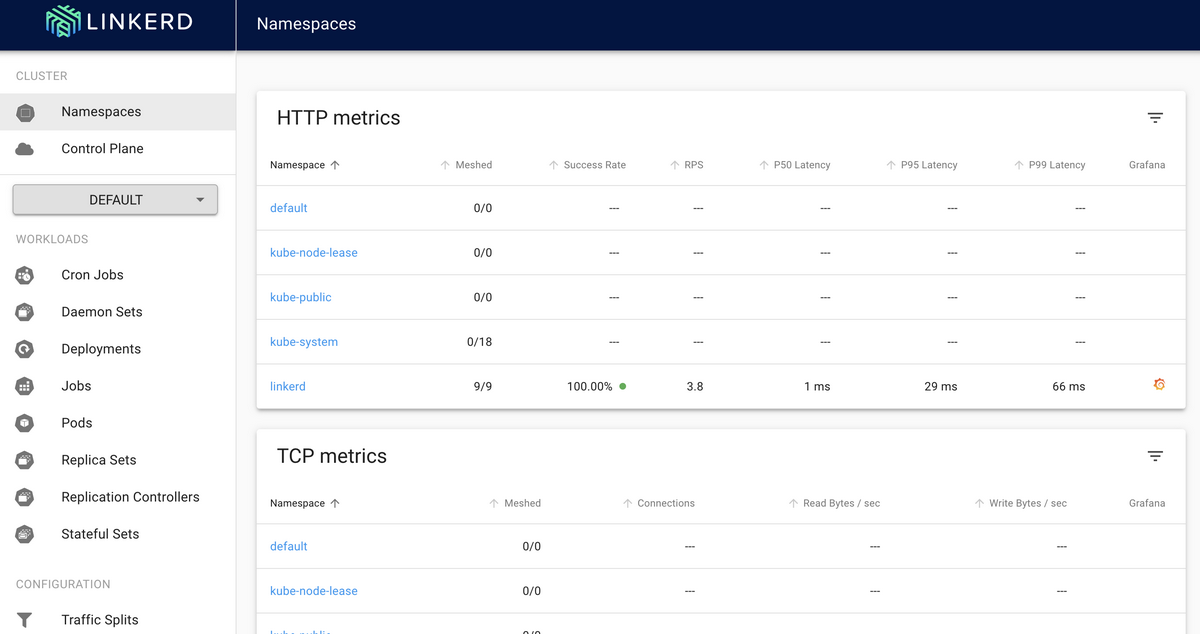 LINKERD
Namespaces
CLUSTER
Namespaces
Control Plane
DEFAULT
WORKLOADS
Cron Jobs
Daemon Sets
Deployments
Jobs
Pods
Replica Sets
Replication Controllers
Stateful Sets
CONFIGURATION
Traffic Splits
HTTP metrics
Namespace Meshed Success Rate RPS P50 Latency P95 Latency P99 Latency Grafana
default 0/0 --- --- --- --- ---
kube-node-lease 0/0 --- --- --- --- ---
kube-public 0/0 --- --- --- --- ---
kube-system 0/18 --- --- --- --- ---
linkerd 9/9 100.00% 3.8 1 ms 29 ms 66 ms
TCP metrics
Namespace Meshed Connections Read Bytes / sec Write Bytes / sec Grafana
default 0/0 --- --- ---
kube-node-lease 0/0 --- --- ---
kube-public 0/0